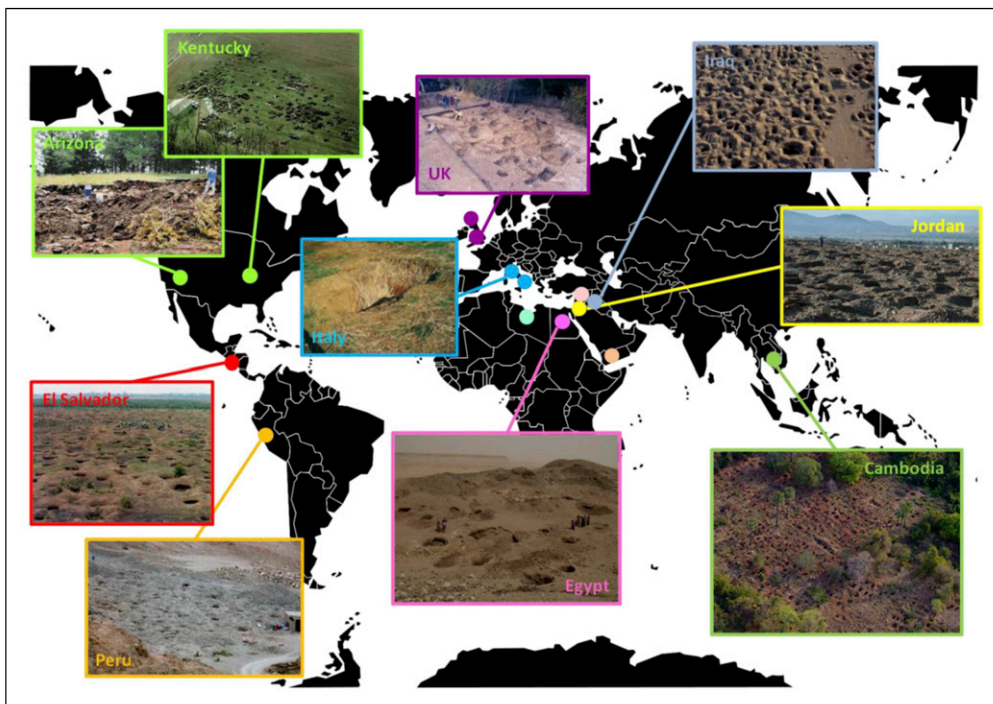 Kentucky
Arizona
UK
Iraq
Jordan
Italy
El Salvador
Cambodia
Egypt
Peru